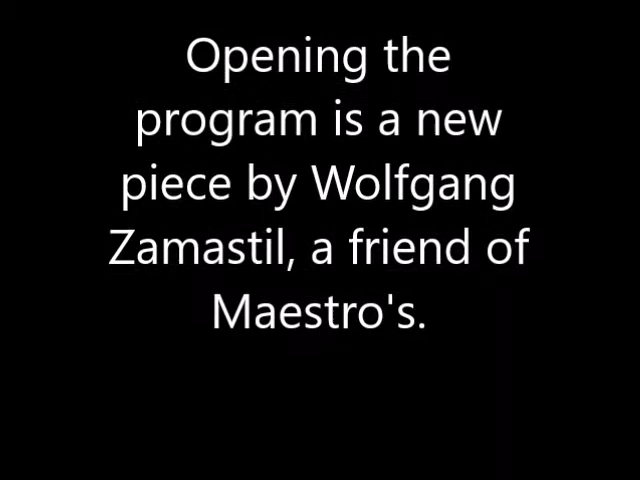 Opening the
program is a new
piece by Wolfgang
Zamastil, a friend of
Maestro's.